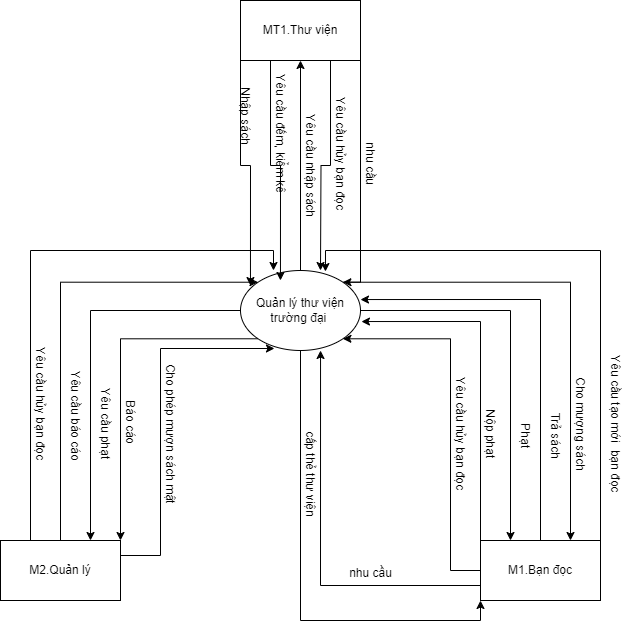 MT1.Thư viện
Nhập sách
Yêu cầu đếm, kiểm kê
Yêu cầu nhập sách
Yêu cầu hủy bạn đọc
nhu cầu
Quản lý thư viện
trường đại
Yêu cầu hủy bạn đọc
Yêu cầu báo cáo
Yêu cầu phạt
Báo cáo
Cho phép mượn sách mật
cấp thẻ thư viện
Yêu cầu hủy bạn đọc
Nộp phạt
Phạt
Trả sách
Cho mượng sách
Yêu cầu tạo mới bạn đọc
M2.Quản lý
nhu cầu
M1.Bạn đọc